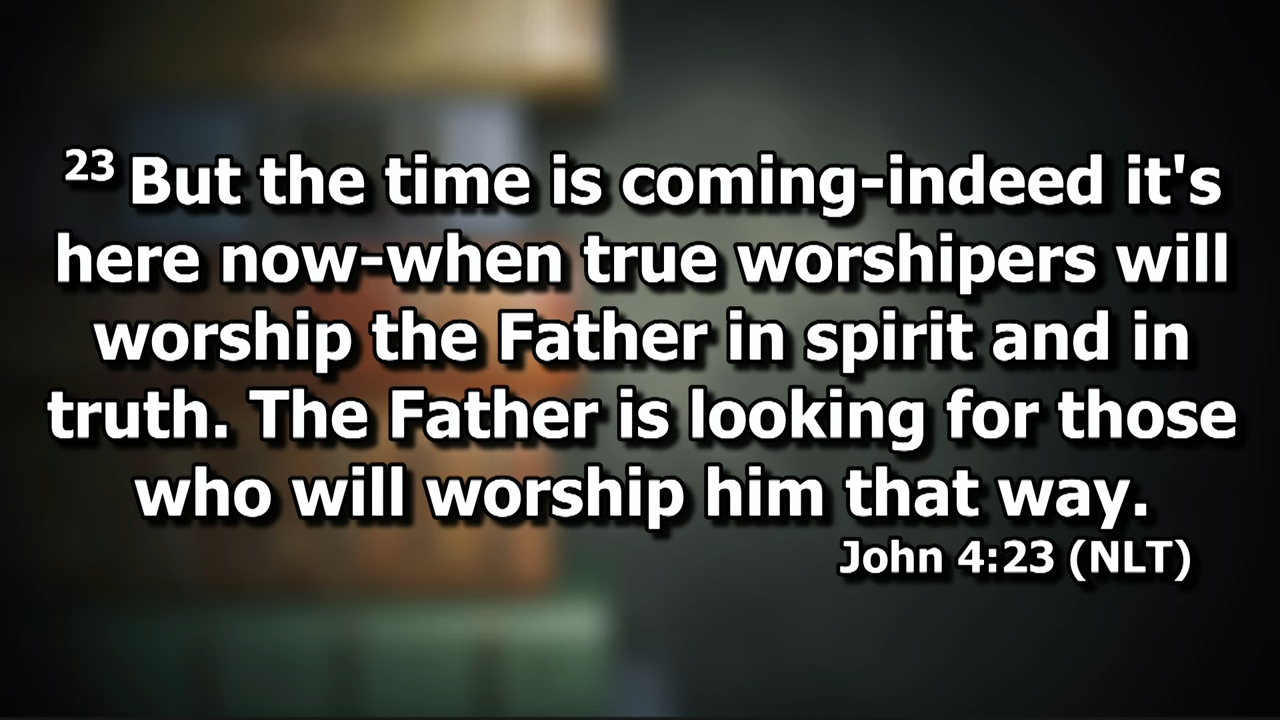 23 But the time is coming-indeed it's
here now-when true worshipers will
worship the Father in spirit and in
truth. The Father is looking for those
who will worship him that way.
John 4:23 (NLT)